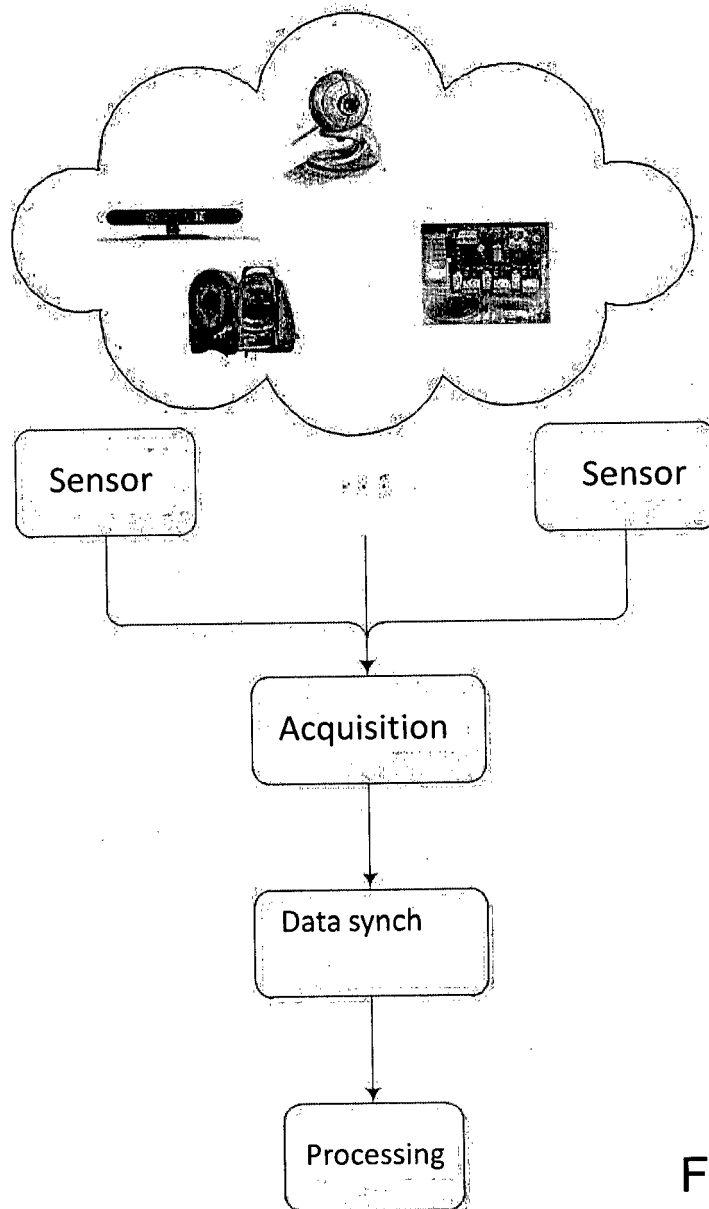 Sensor
Sensor
Acquisition
Data synch
Processing
F